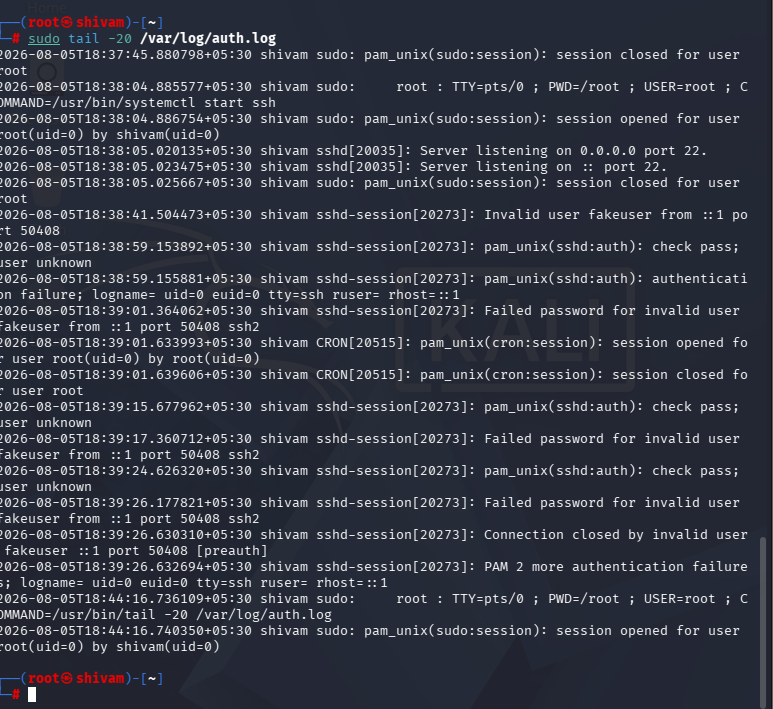 Home
┌──(root㉿shivam)-[~]
└─# sudo tail -20 /var/log/auth.log
2026-08-05T18:37:45.880798+05:30 shivam sudo: pam_unix(sudo:session): session closed for user
root
2026-08-05T18:38:04.885577+05:30 shivam sudo:     root : TTY=pts/0 ; PWD=/root ; USER=root ; C
OMMAND=/usr/bin/systemctl start ssh
2026-08-05T18:38:04.886754+05:30 shivam sudo: pam_unix(sudo:session): session opened for user
root(uid=0) by shivam(uid=0)
2026-08-05T18:38:05.020135+05:30 shivam sshd[20035]: Server listening on 0.0.0.0 port 22.
2026-08-05T18:38:05.023475+05:30 shivam sshd[20035]: Server listening on :: port 22.
2026-08-05T18:38:05.025667+05:30 shivam sudo: pam_unix(sudo:session): session closed for user
root
2026-08-05T18:38:41.504473+05:30 shivam sshd-session[20273]: Invalid user fakeuser from ::1 po
rt 50408
2026-08-05T18:38:59.153892+05:30 shivam sshd-session[20273]: pam_unix(sshd:auth): check pass;
user unknown
2026-08-05T18:38:59.155881+05:30 shivam sshd-session[20273]: pam_unix(sshd:auth): authenticati
on failure; logname= uid=0 euid=0 tty=ssh ruser= rhost=::1
2026-08-05T18:39:01.364062+05:30 shivam sshd-session[20273]: Failed password for invalid user
fakeuser from ::1 port 50408 ssh2
2026-08-05T18:39:01.633993+05:30 shivam CRON[20515]: pam_unix(cron:session): session opened fo
r user root(uid=0) by root(uid=0)
2026-08-05T18:39:01.639606+05:30 shivam CRON[20515]: pam_unix(cron:session): session closed fo
r user root
2026-08-05T18:39:15.677962+05:30 shivam sshd-session[20273]: pam_unix(sshd:auth): check pass;
user unknown
2026-08-05T18:39:17.360712+05:30 shivam sshd-session[20273]: Failed password for invalid user
fakeuser from ::1 port 50408 ssh2
2026-08-05T18:39:24.626320+05:30 shivam sshd-session[20273]: pam_unix(sshd:auth): check pass;
user unknown
2026-08-05T18:39:26.177821+05:30 shivam sshd-session[20273]: Failed password for invalid user
fakeuser from ::1 port 50408 ssh2
2026-08-05T18:39:26.630310+05:30 shivam sshd-session[20273]: Connection closed by invalid user
 fakeuser ::1 port 50408 [preauth]
2026-08-05T18:39:26.632694+05:30 shivam sshd-session[20273]: PAM 2 more authentication failure
s; logname= uid=0 euid=0 tty=ssh ruser= rhost=::1
2026-08-05T18:44:16.736109+05:30 shivam sudo:     root : TTY=pts/0 ; PWD=/root ; USER=root ; C
OMMAND=/usr/bin/tail -20 /var/log/auth.log
2026-08-05T18:44:16.740350+05:30 shivam sudo: pam_unix(sudo:session): session opened for user
root(uid=0) by shivam(uid=0)
KALI
┌──(root㉿shivam)-[~]
└─#